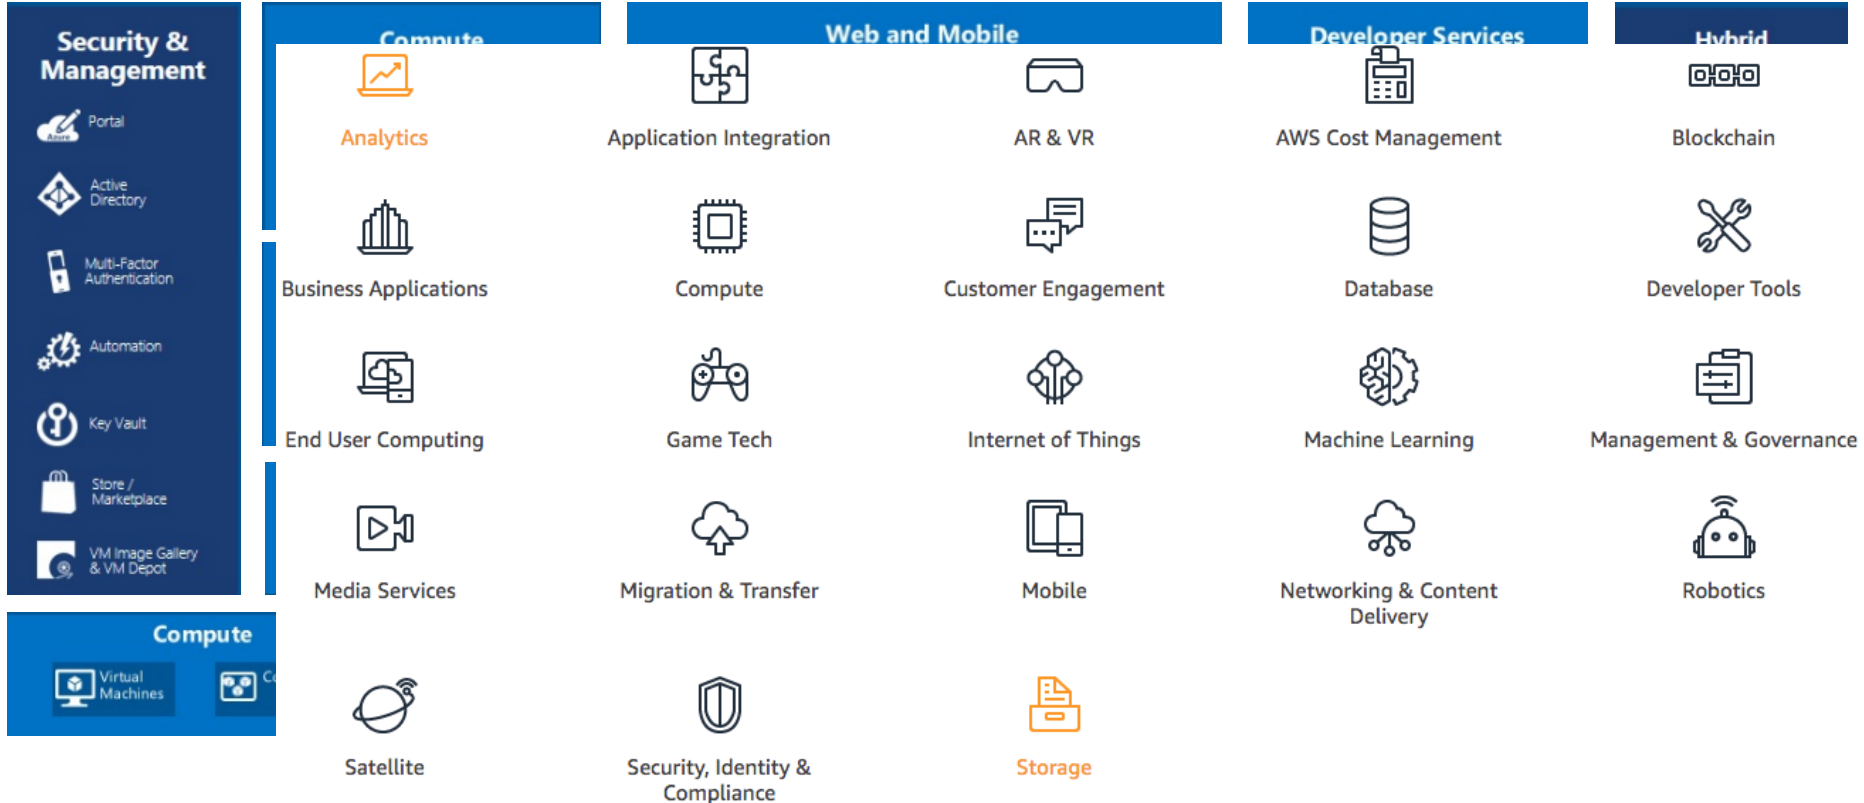 Security &
Management
Portal
Azure
Active
Directory
Multi-Factor
Authentication
Automation
Key Vault
Store /
Marketplace
VM Image Gallery
& VM Depot
Compute
Virtual
Machines
Compute
Web and Mobile
Developer Services
Hybrid
Analytics
Application Integration
AR & VR
AWS Cost Management
Blockchain
Business Applications
Compute
Customer Engagement
Database
Developer Tools
End User Computing
Game Tech
Internet of Things
Machine Learning
Management & Governance
Media Services
Migration & Transfer
Mobile
Networking & Content
Delivery
Robotics
Satellite
Security, Identity &
Compliance
Storage